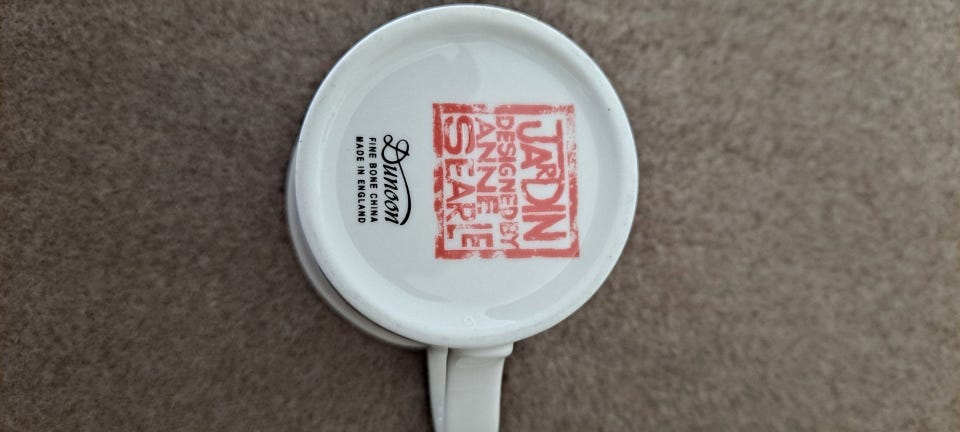 JARDIN
DESIGNED BY
ANNE
SEARLE
Dunoon
FINE BONE CHINA
MADE IN ENGLAND